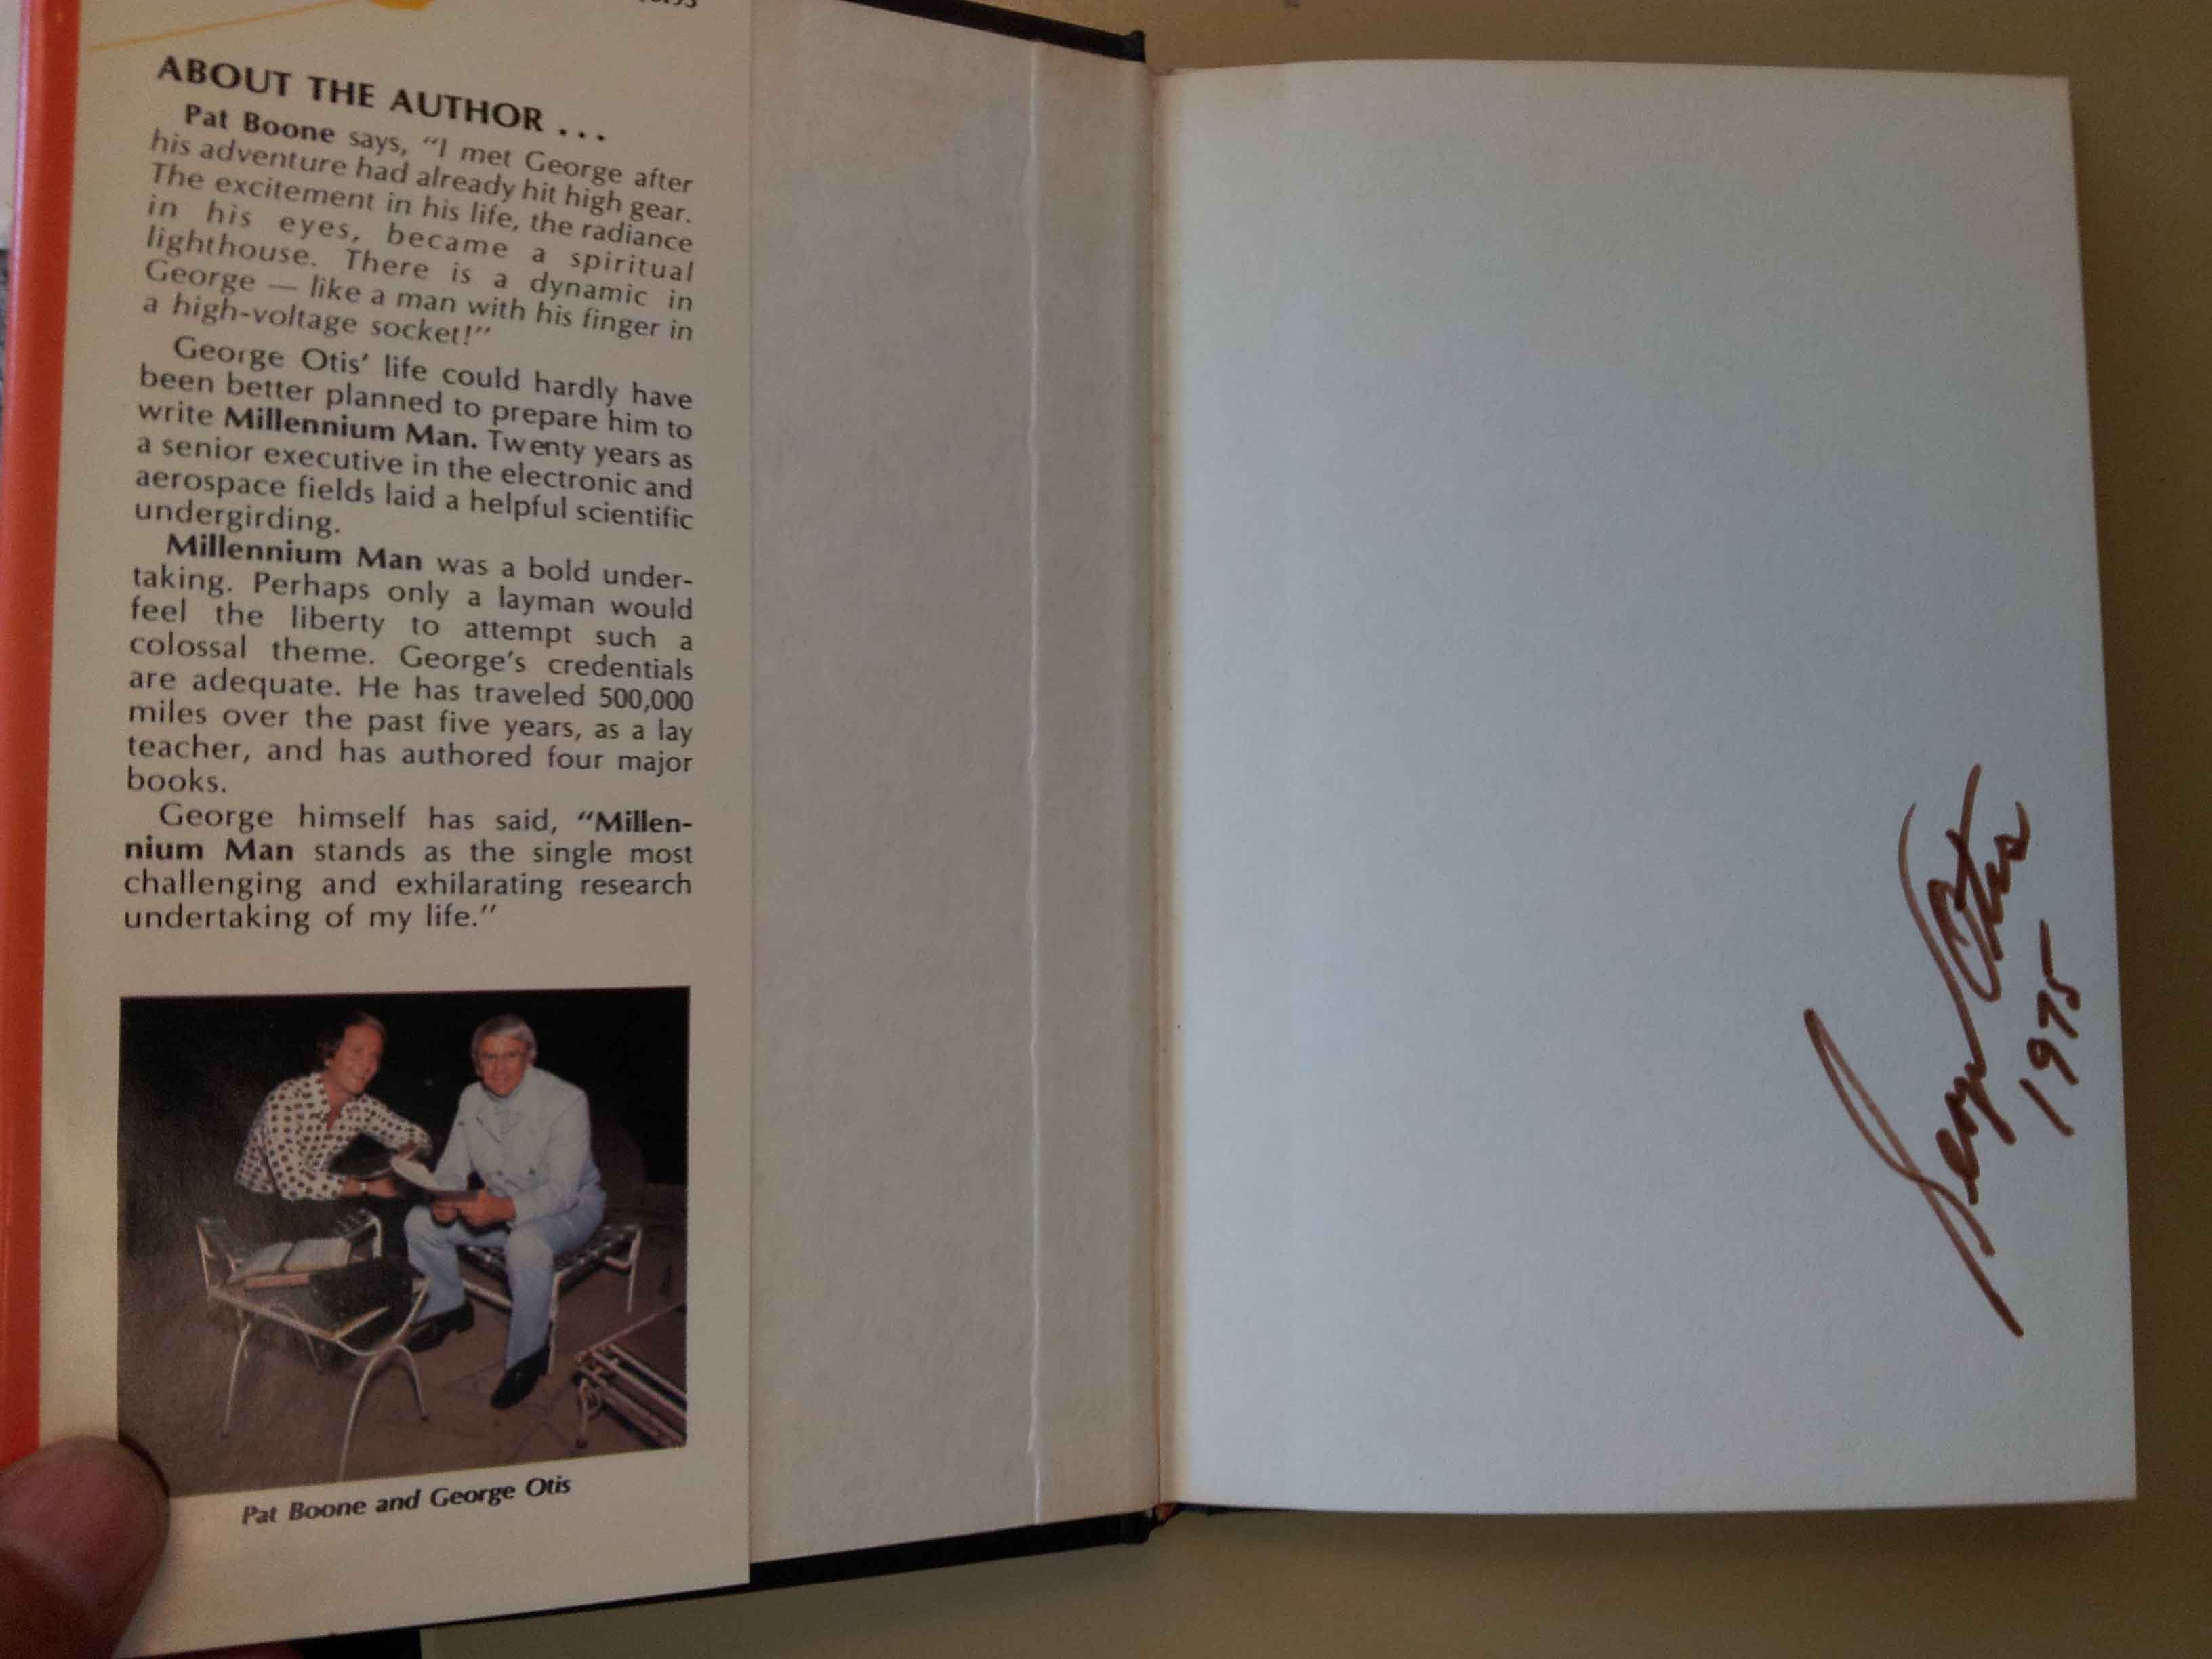 ABOUT THE AUTHOR ...
Pat Boone says, “I met George after
his adventure had already hit high gear.
The excitement in his life, the radiance
in his eyes, became a spiritual
lighthouse. There is a dynamic in
George — like a man with his finger in
a high-voltage socket!”
George Otis’ life could hardly have
been better planned to prepare him to
write Millennium Man. Twenty years as
a senior executive in the electronic and
aerospace fields laid a helpful scientific
undergirding.
Millennium Man was a bold under-
taking. Perhaps only a layman would
feel the liberty to attempt such a
colossal theme. George’s credentials
are adequate. He has traveled 500,000
miles over the past five years, as a lay
teacher, and has authored four major
books.
George himself has said, “Millen-
nium Man stands as the single most
challenging and exhilarating research
undertaking of my life.”
Pat Boone and George Otis
George Otis
1975